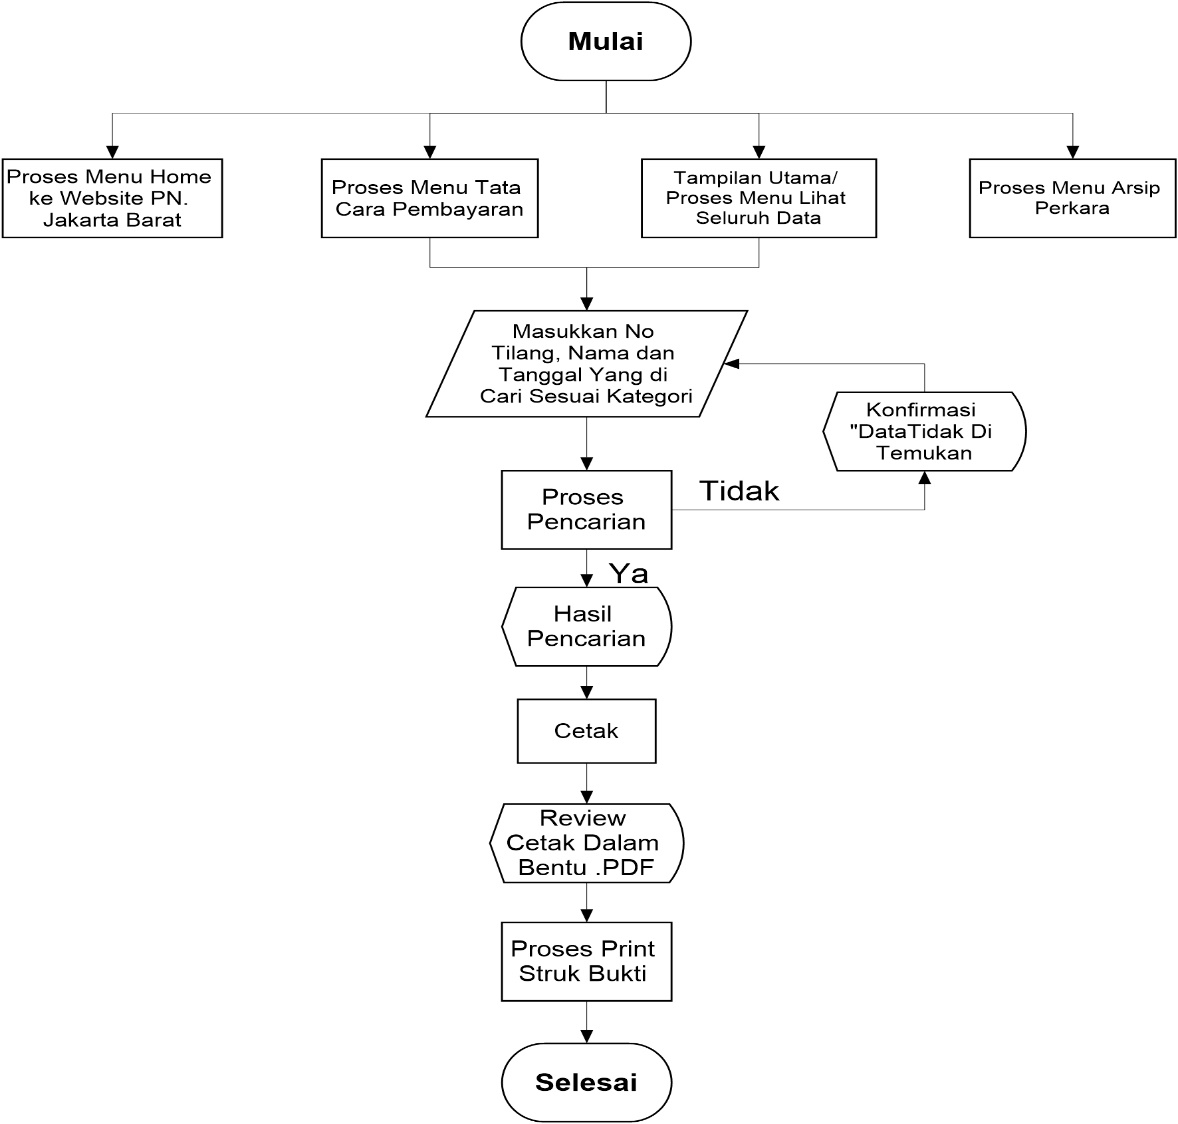 Mulai
Proses Menu Home
ke Website PN.
Jakarta Barat
Proses Menu Tata
Cara Pembayaran
Tampilan Utama/
Proses Menu Lihat
Seluruh Data
Proses Menu Arsip
Perkara
Masukkan No
Tilang, Nama dan
Tanggal Yang di
Cari Sesuai Kategori
Konfirmasi
"DataTidak Di
Temukan
Proses
Pencarian
Tidak
Ya
Hasil
Pencarian
Cetak
Review
Cetak Dalam
Bentu .PDF
Proses Print
Struk Bukti
Selesai